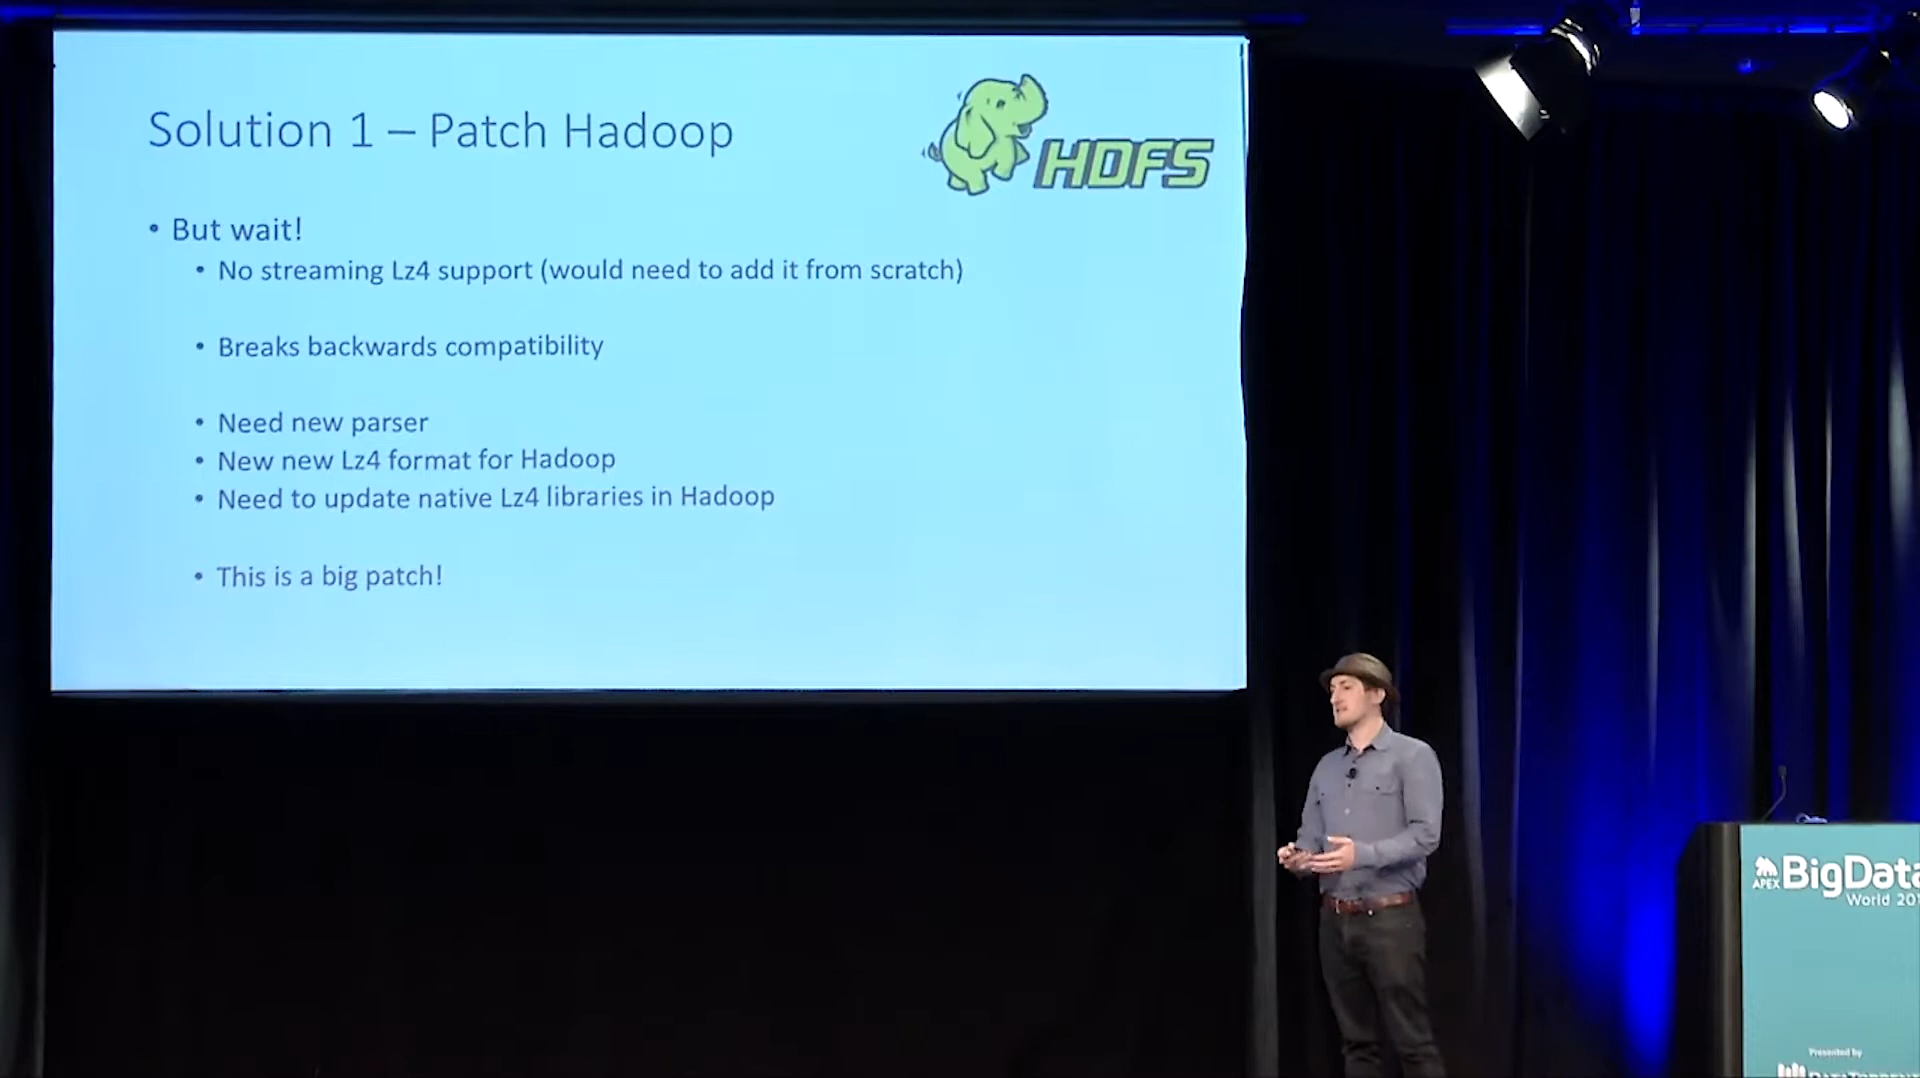 Solution 1 – Patch Hadoop
HDFS
• But wait!
• No streaming Lz4 support (would need to add it from scratch)
• Breaks backwards compatibility
• Need new parser
• New new Lz4 format for Hadoop
• Need to update native Lz4 libraries in Hadoop
• This is a big patch!
APEX
BigData
World 201
Presented by